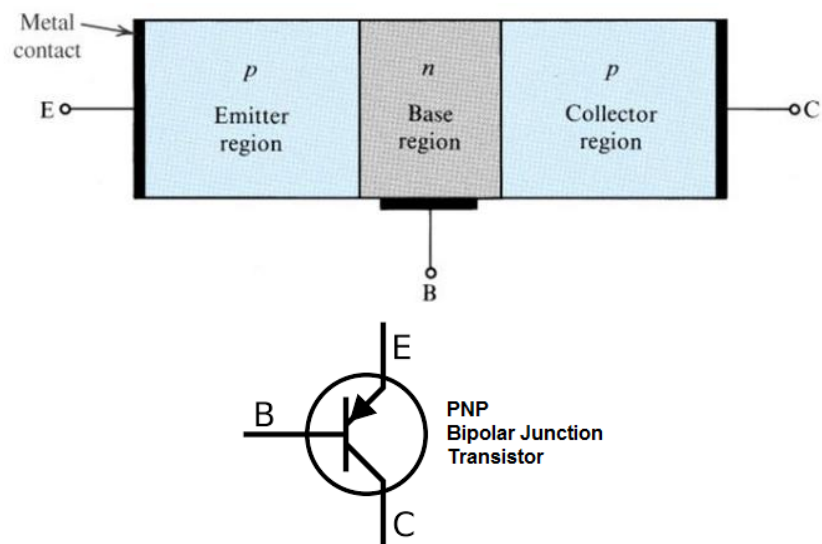 Metal
contact
p
n
p
E
Emitter
region
Base
region
Collector
region
C
B
E
B
PNP
Bipolar Junction
Transistor
C